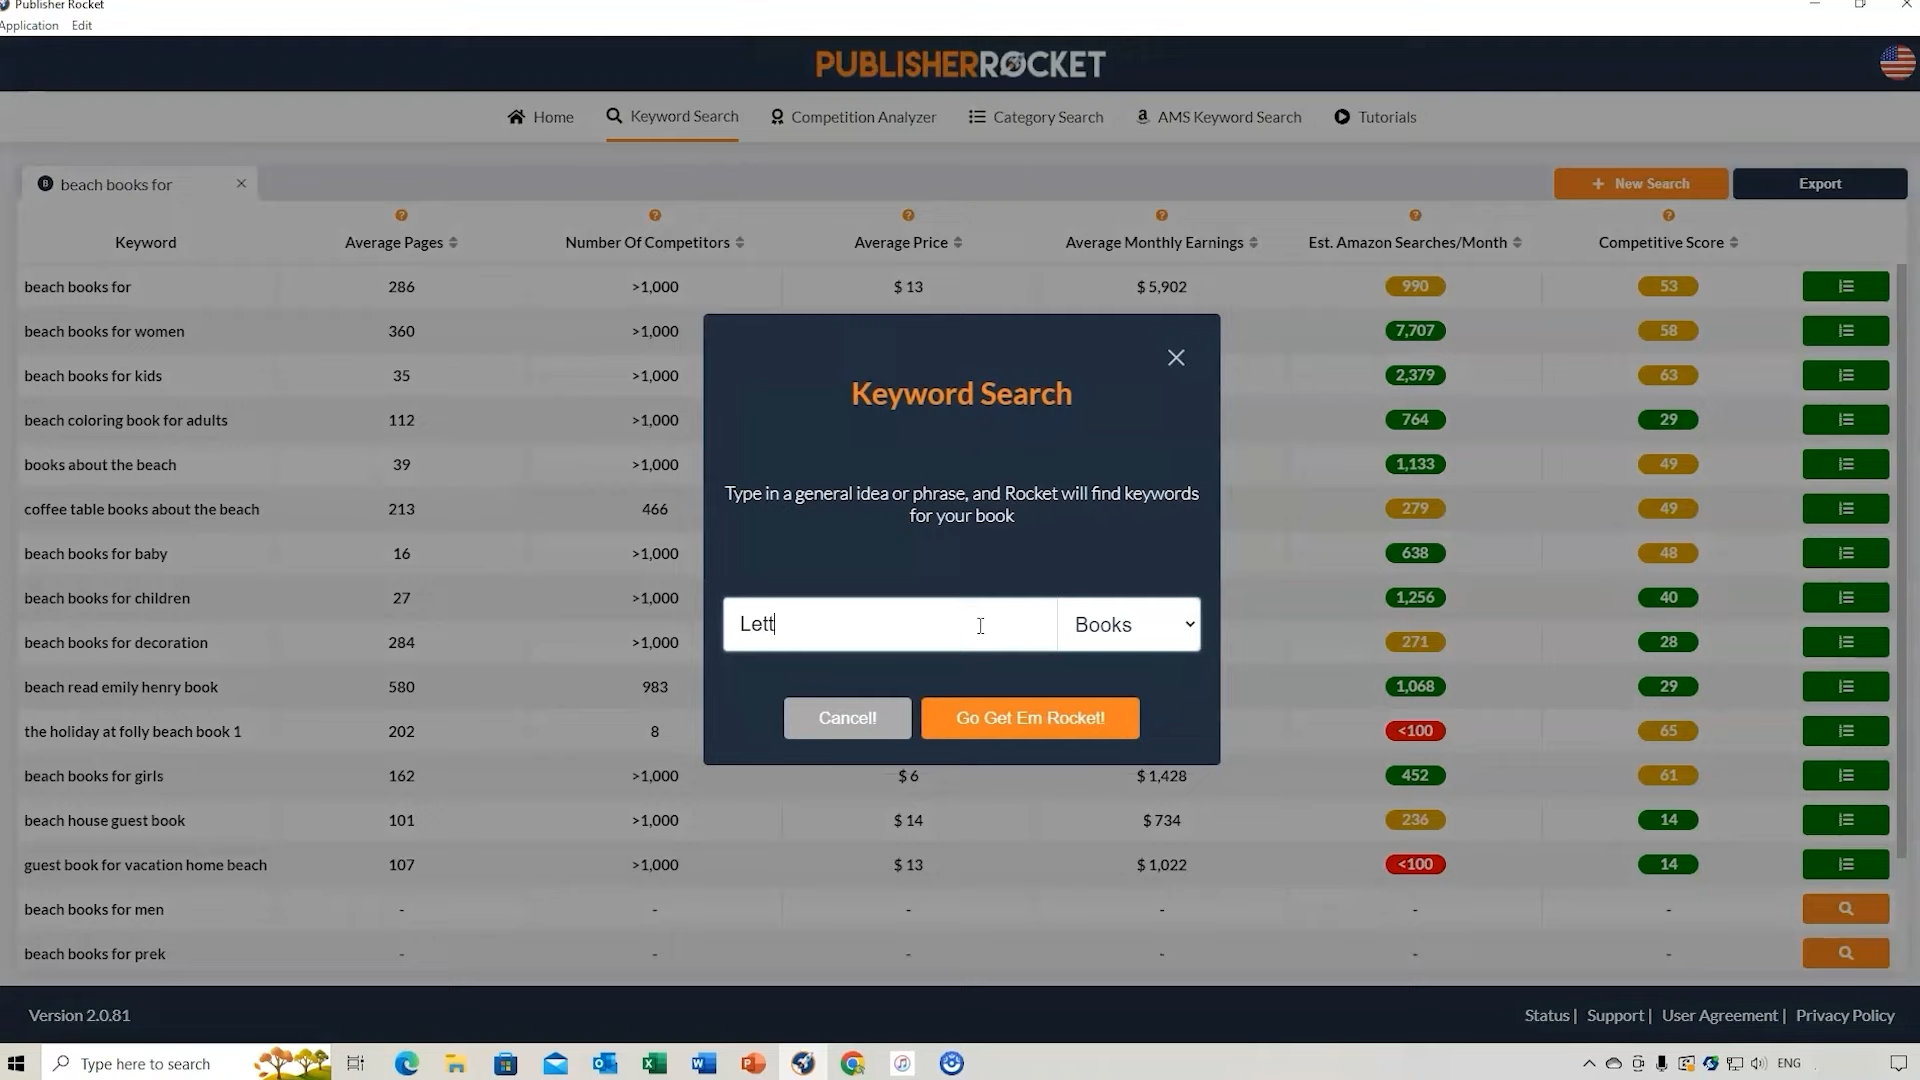 Publisher Rocket
Application Edit
PUBLISHERROCKET
Home Keyword Search Competition Analyzer Category Search AMS Keyword Search Tutorials
B beach books for + New Search Export
Keyword Average Pages Number Of Competitors Average Price Average Monthly Earnings Est. Amazon Searches/Month Competitive Score
beach books for 286 >1,000 $ 13 $ 5,902 990 53
beach books for women 360 >1,000 7,707 58
beach books for kids 35 >1,000 2,379 63
beach coloring book for adults 112 >1,000 764 29
books about the beach 39 >1,000 1,133 49
coffee table books about the beach 213 466 279 49
beach books for baby 16 >1,000 638 48
beach books for children 27 >1,000 1,256 40
beach books for decoration 284 >1,000 271 28
beach read emily henry book 580 983 1,068 29
the holiday at folly beach book 1 202 8 <100 65
beach books for girls 162 >1,000 $ 6 $ 1,428 452 61
beach house guest book 101 >1,000 $ 14 $ 734 236 14
guest book for vacation home beach 107 >1,000 $ 13 $ 1,022 <100 14
beach books for men - - - - - -
beach books for prek - - - - - -
Keyword Search
Type in a general idea or phrase, and Rocket will find keywords
for your book
Lett Books
Cancel! Go Get Em Rocket!
Version 2.0.81 Status | Support | User Agreement | Privacy Policy
Type here to search ENG